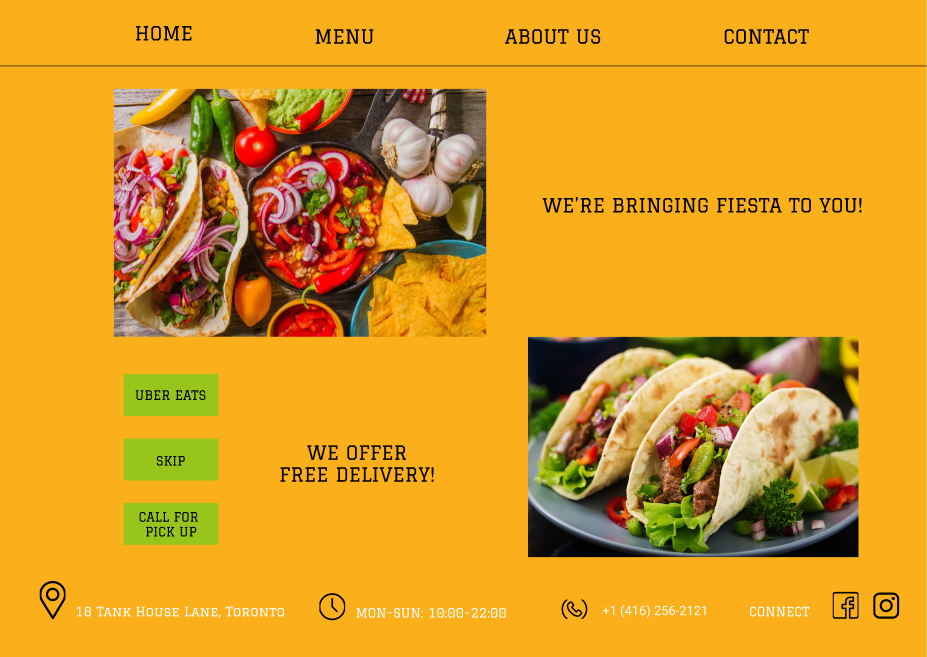 HOME
MENU
ABOUT US
CONTACT
WE'RE BRINGING FIESTA TO YOU!
UBER EATS
SKIP
CALL FOR
PICK UP
WE OFFER
FREE DELIVERY!
18 Tank House Lane, Toronto
MON-SUN: 10:00-22:00
+1 (416) 256-2121
CONNECT